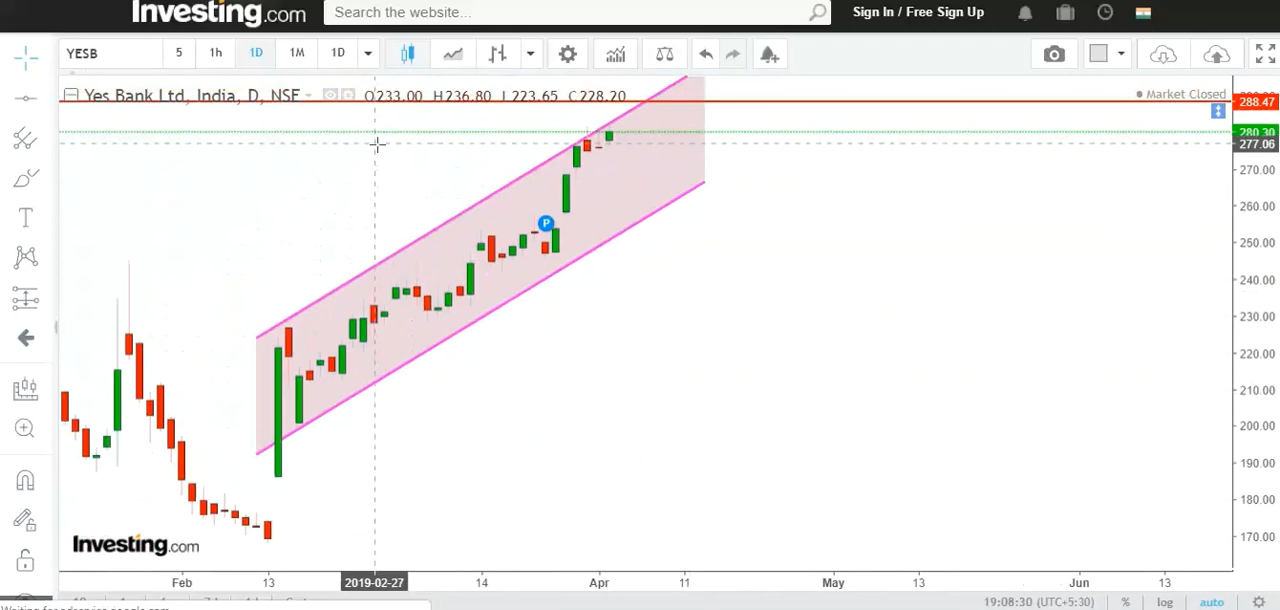 Investing.com
Search the website...
Sign In / Free Sign Up
YESB
5
1h
1D
1M
1D
Yes Bank Ltd, India, D, NSE
O233.00 H236.80 L223.65 C228.20
Market Closed
288.47
280.30
277.06
270.00
260.00
250.00
240.00
230.00
220.00
210.00
200.00
190.00
180.00
170.00
P
T
Investing.com
Feb
13
2019-02-27
14
Apr
11
May
13
Jun
13
19:08:30 (UTC+5:30)
%
log
auto